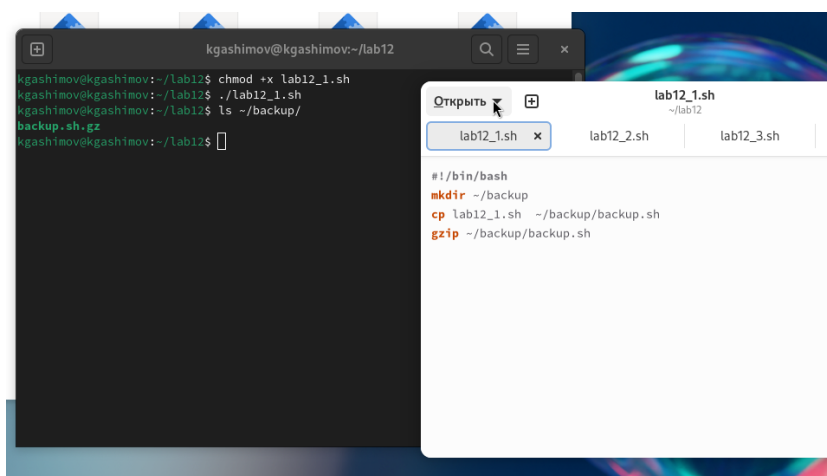 kgashimov@kgashimov:~/lab12
kgashimov@kgashimov:~/lab12$ chmod +x lab12_1.sh
kgashimov@kgashimov:~/lab12$ ./lab12_1.sh
kgashimov@kgashimov:~/lab12$ ls ~/backup/
backup.sh.gz
kgashimov@kgashimov:~/lab12$
Открыть
lab12_1.sh
~/lab12
lab12_1.sh lab12_2.sh lab12_3.sh
#!/bin/bash
mkdir ~/backup
cp lab12_1.sh  ~/backup/backup.sh
gzip ~/backup/backup.sh